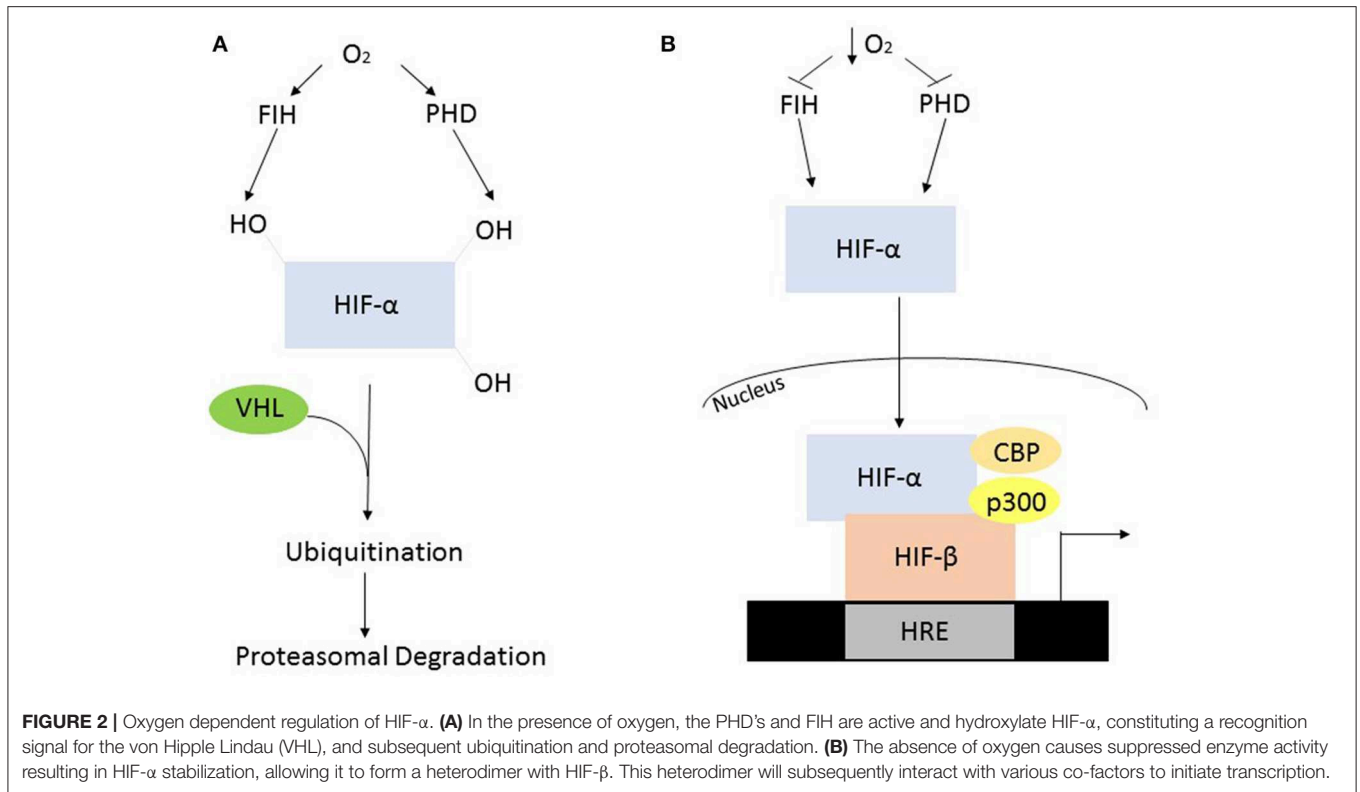 A
O₂
FIH
PHD
HO
OH
HIF-α
OH
VHL
Ubiquitination
Proteasomal Degradation
B
O₂
FIH
PHD
HIF-α
Nucleus
HIF-α
CBP
p300
HIF-β
HRE
FIGURE 2 | Oxygen dependent regulation of HIF-α. (A) In the presence of oxygen, the PHD's and FIH are active and hydroxylate HIF-α, constituting a recognition
signal for the von Hipple Lindau (VHL), and subsequent ubiquitination and proteasomal degradation. (B) The absence of oxygen causes suppressed enzyme activity
resulting in HIF-α stabilization, allowing it to form a heterodimer with HIF-β. This heterodimer will subsequently interact with various co-factors to initiate transcription.